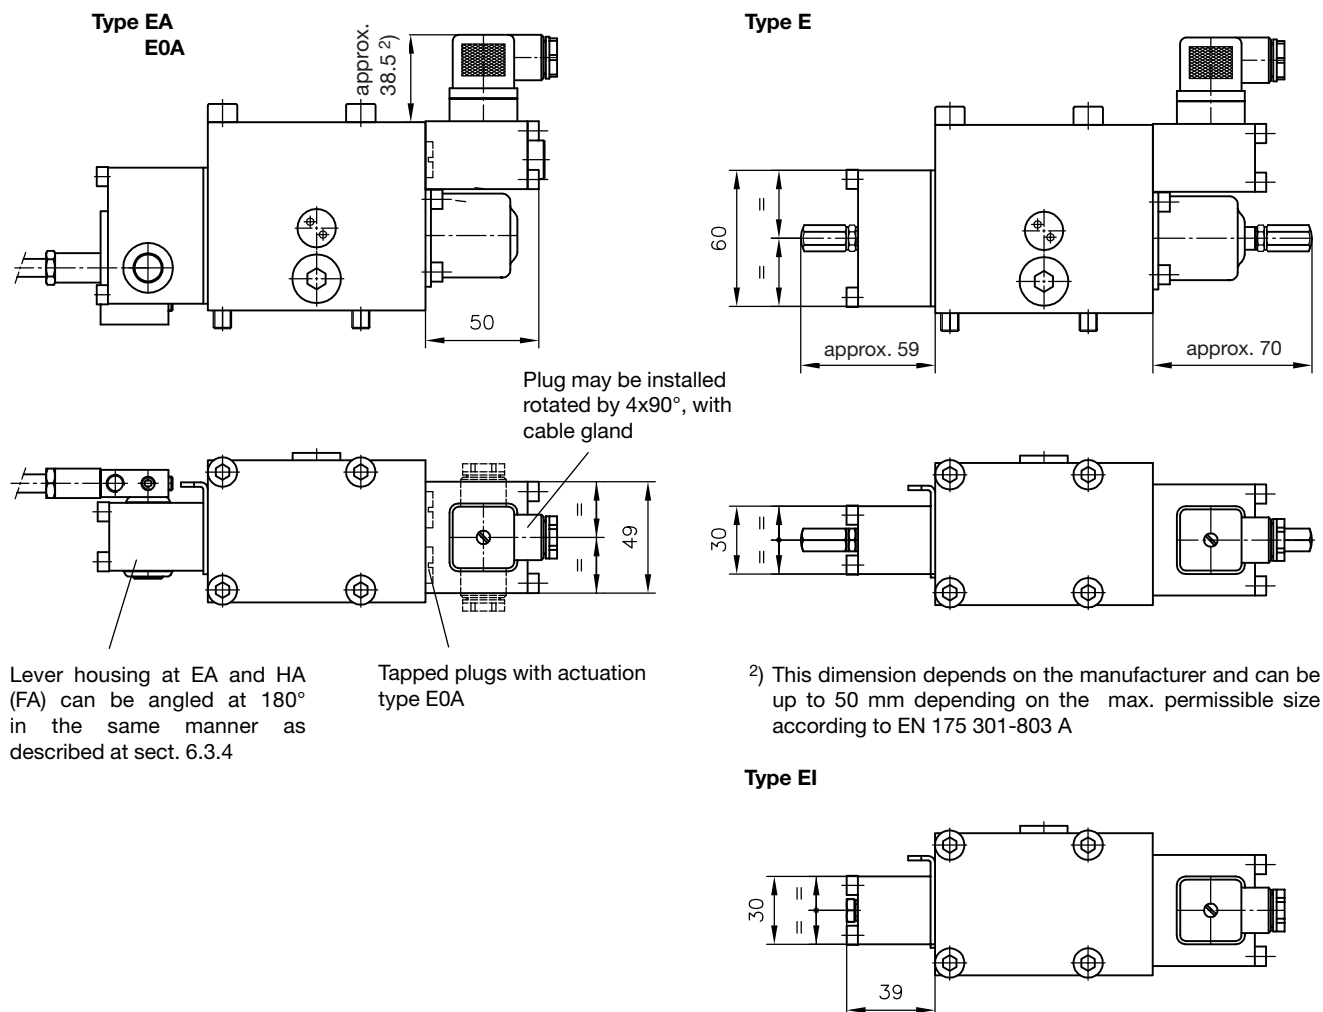 Type EA
E0A
approx.
38.5 2)
50
Plug may be installed
rotated by 4x90°, with
cable gland
=
=
49
Lever housing at EA and HA
(FA) can be angled at 180°
in the same manner as
described at sect. 6.3.4
Tapped plugs with actuation
type E0A
Type E
60
=
=
approx. 59
approx. 70
30
=
=
2) This dimension depends on the manufacturer and can be
up to 50 mm depending on the max. permissible size
according to EN 175 301-803 A
Type EI
30
=
=
39